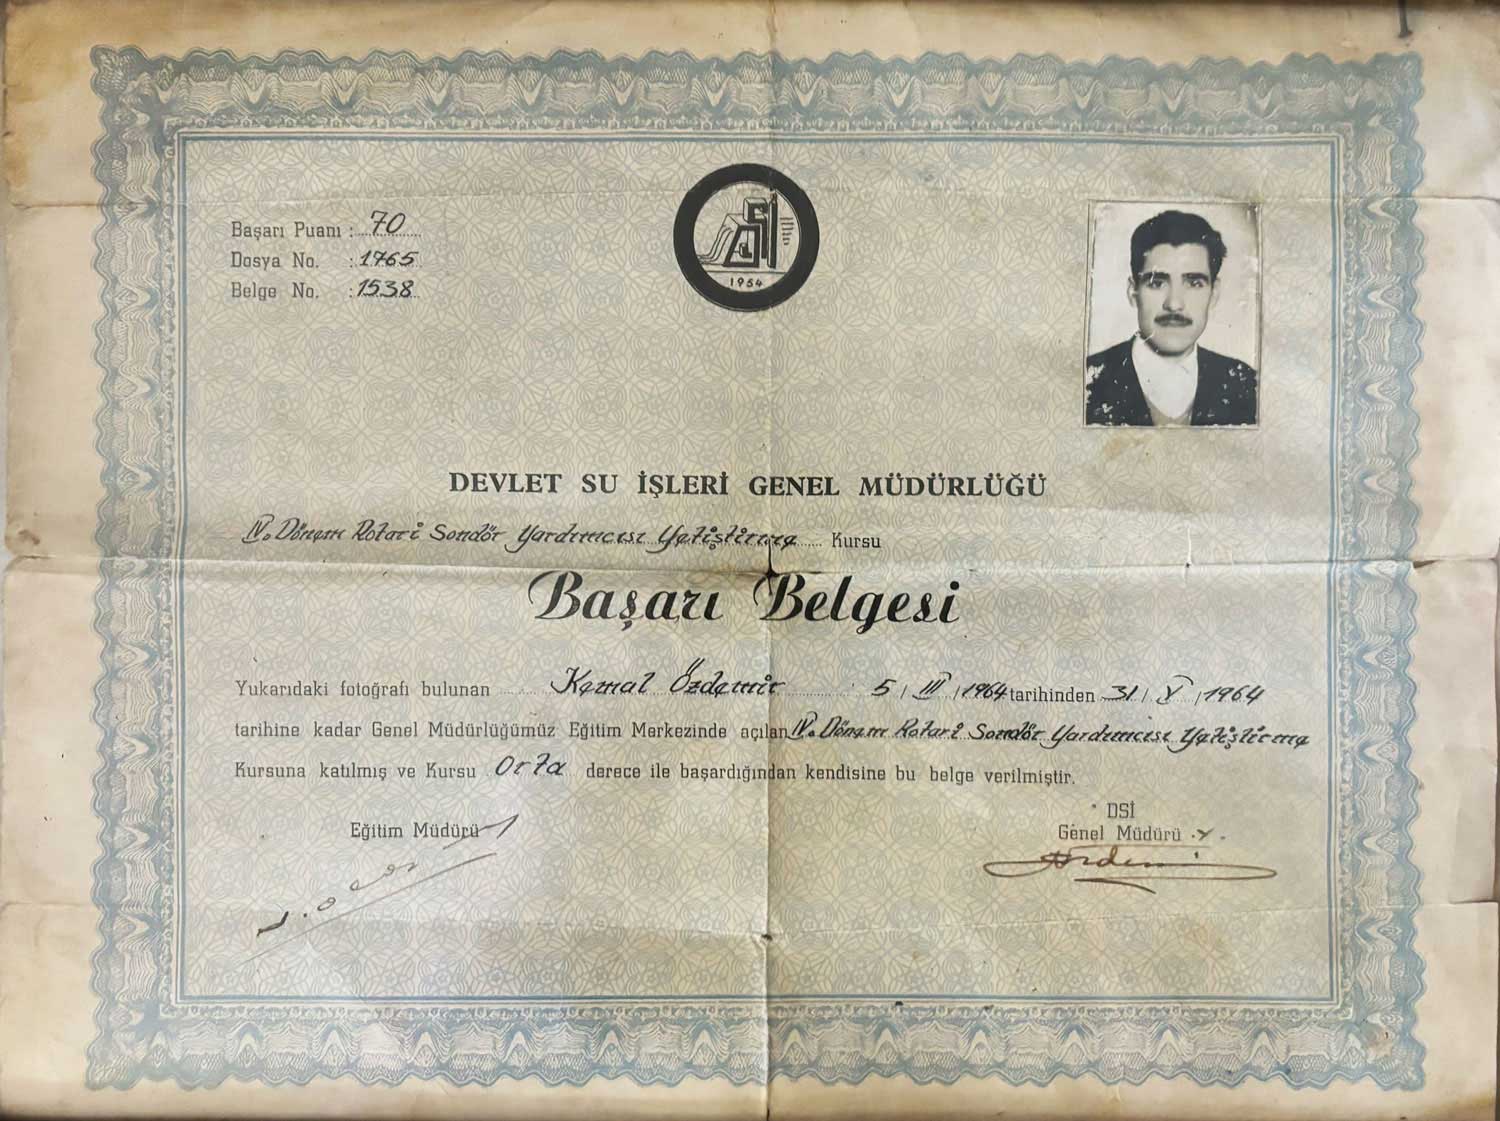 Başarı Puanı : 70
Dosya No. : 1765
Belge No. : 1538
DSİ
1954
DEVLET SU İŞLERİ GENEL MÜDÜRLÜĞÜ
IV. Dönem Rotari Sondör Yardımcısı Yetiştirme Kursu
Başarı Belgesi
Yukarıdaki fotoğrafı bulunan Kemal Özdemir 5 / III / 1964 tarihinden 31 / V / 1964
tarihine kadar Genel Müdürlüğümüz Eğitim Merkezinde açılan IV. Dönem Rotari Sondör Yardımcısı Yetiştirme
Kursuna katılmış ve Kursu Orta derece ile başardığından kendisine bu belge verilmiştir.
Eğitim Müdürü
DSİ
Genel Müdürü